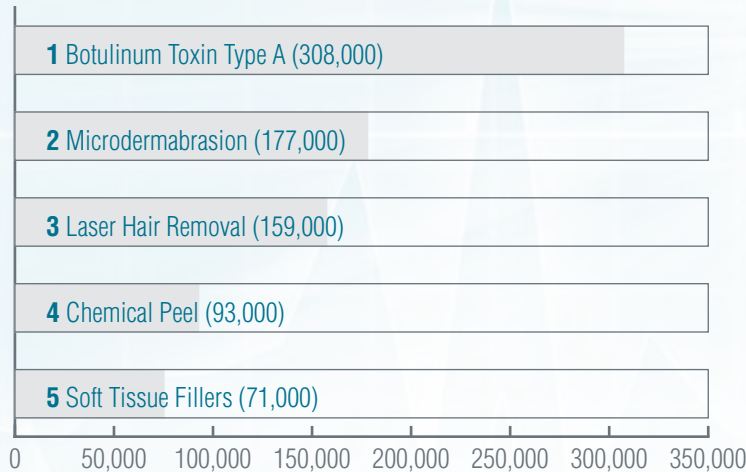 1 Botulinum Toxin Type A (308,000)
2 Microdermabrasion (177,000)
3 Laser Hair Removal (159,000)
4 Chemical Peel (93,000)
5 Soft Tissue Fillers (71,000)
0 50,000 100,000 150,000 200,000 250,000 300,000 350,000